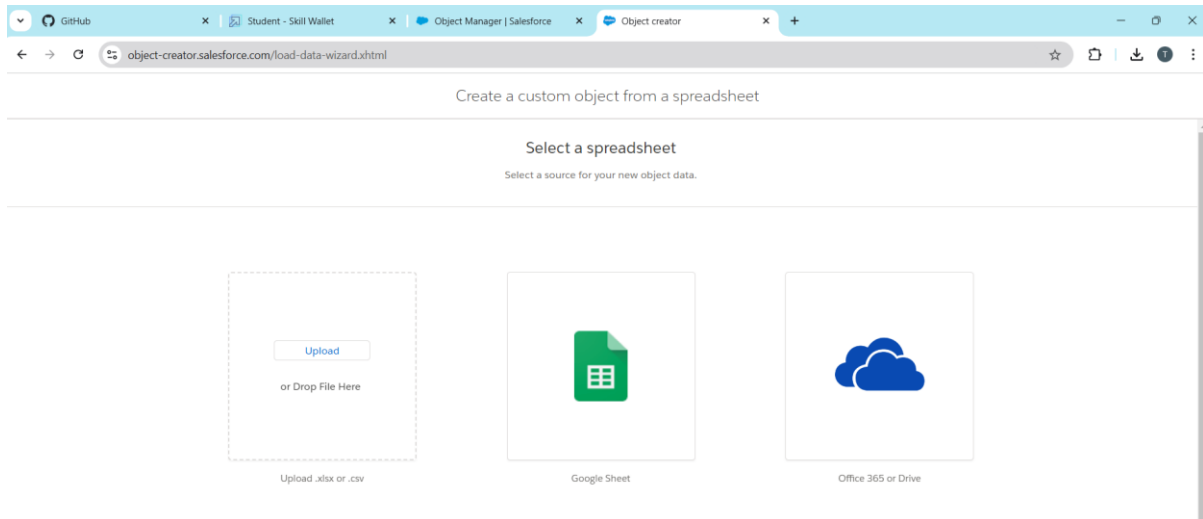 GitHub
Student - Skill Wallet
Object Manager | Salesforce
Object creator
object-creator.salesforce.com/load-data-wizard.xhtml
T
Create a custom object from a spreadsheet
Select a spreadsheet
Select a source for your new object data.
Upload
or Drop File Here
Upload .xlsx or .csv
Google Sheet
Office 365 or Drive